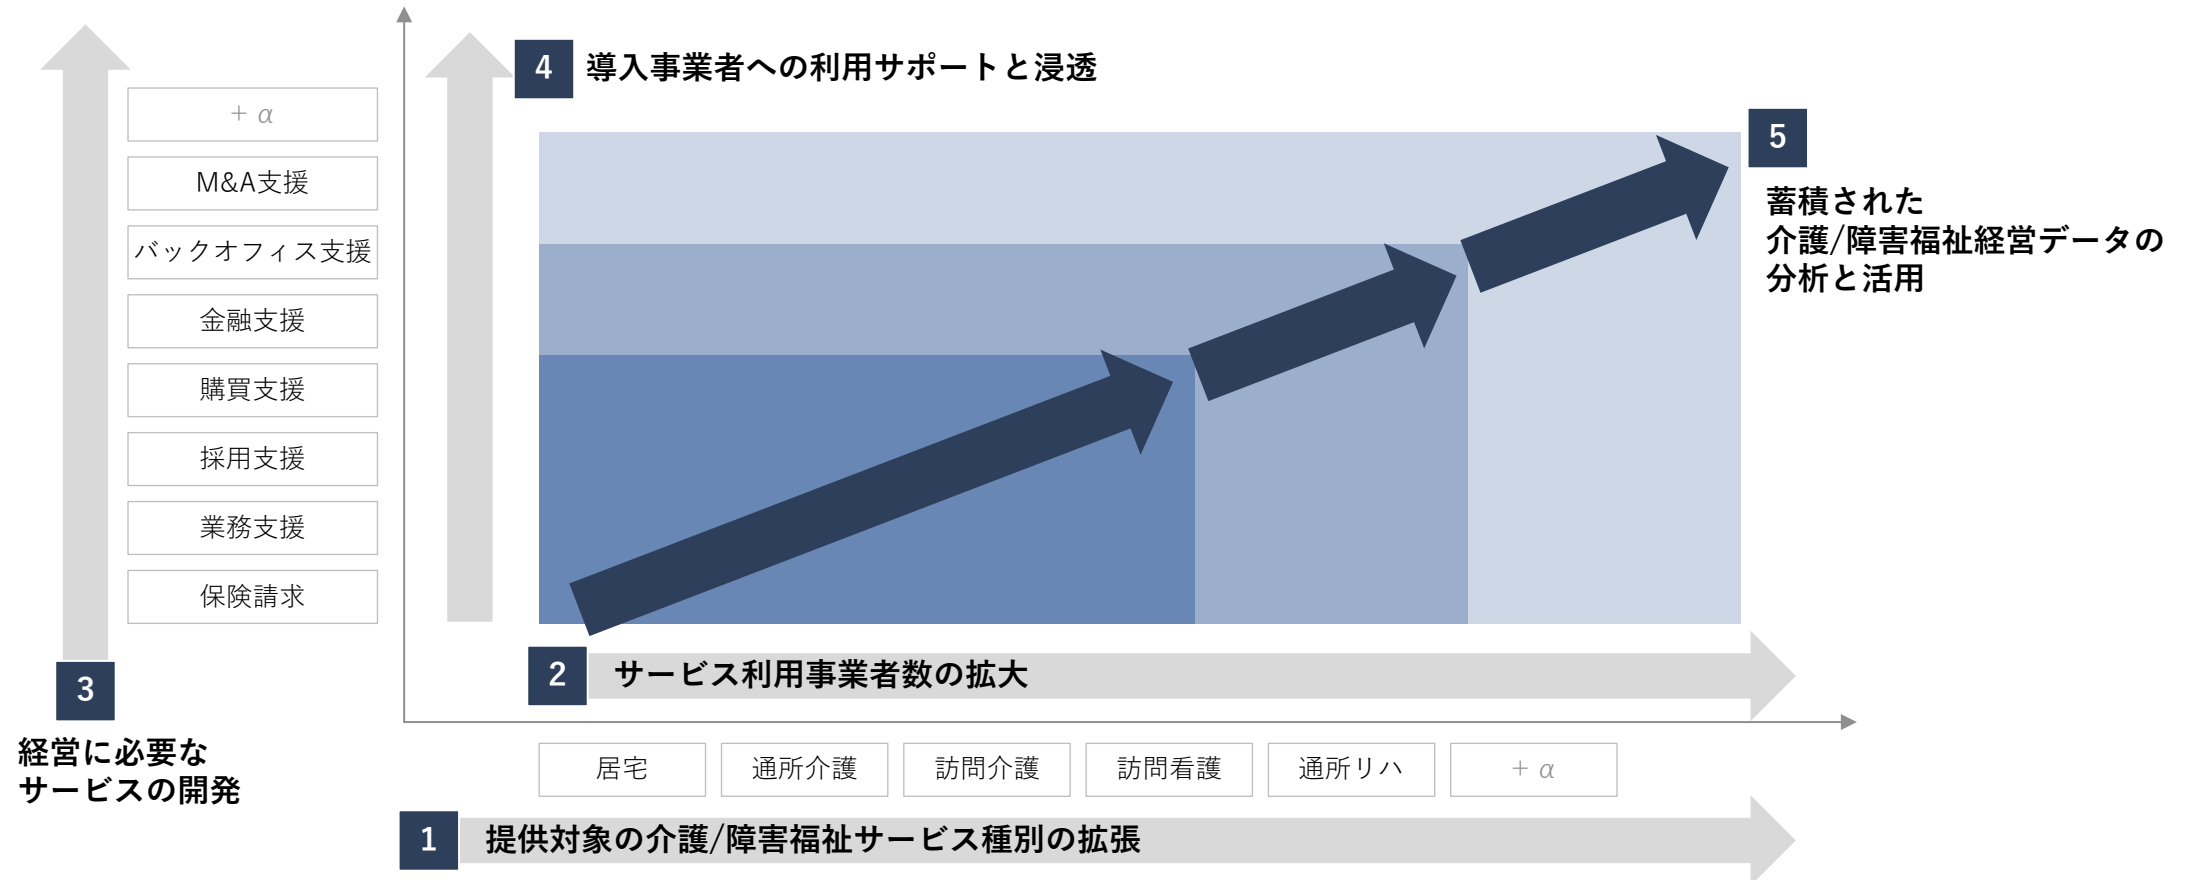 4 導入事業者への利用サポートと浸透
+ α
M&A支援
バックオフィス支援
金融支援
購買支援
採用支援
業務支援
保険請求
5
蓄積された
介護/障害福祉経営データの
分析と活用
3
経営に必要な
サービスの開発
2 サービス利用事業者数の拡大
居宅 通所介護 訪問介護 訪問看護 通所リハ + α
1 提供対象の介護/障害福祉サービス種別の拡張